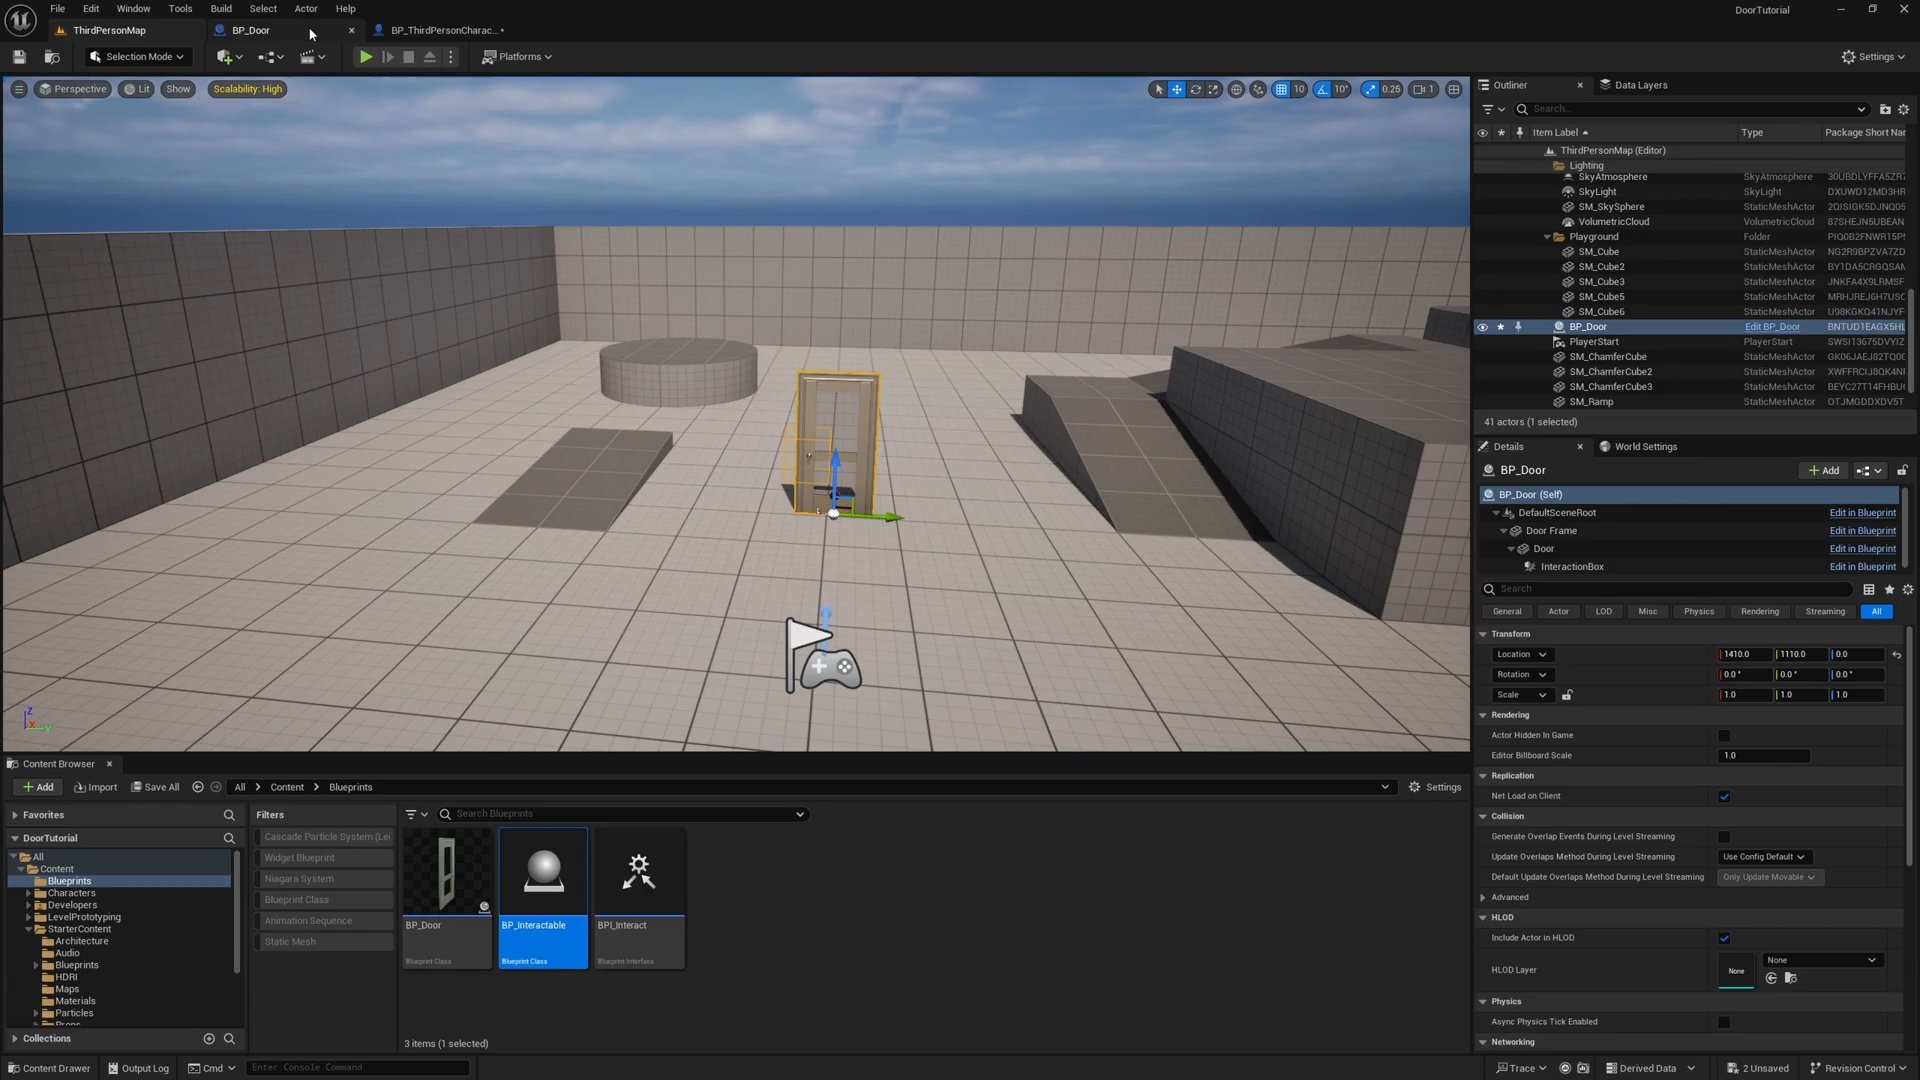 File Edit Window Tools Build Select Actor Help
DoorTutorial
ThirdPersonMap
BP_Door
BP_ThirdPersonCharac...•
Selection Mode
Platforms
Settings
Perspective Lit Show Scalability: High
10 10° 0.25 1
Outliner Data Layers
Search...
Item Label Type Package Short Nar
ThirdPersonMap (Editor)
Lighting
SkyAtmosphere SkyAtmosphere
SkyLight SkyLight DXUWD12MD3HR
SM_SkySphere StaticMeshActor 2QISIGK5DJNQ05
VolumetricCloud VolumetricCloud 87SHEJN5UBEAN
Playground Folder
SM_Cube StaticMeshActor NG2R9BPZVA7ZD
SM_Cube2 StaticMeshActor BY1DA5CRGQSAM
SM_Cube3 StaticMeshActor JNKFA4X9LRMSF
SM_Cube5 StaticMeshActor
SM_Cube6 StaticMeshActor
BP_Door Edit BP_Door
PlayerStart PlayerStart
SM_ChamferCube StaticMeshActor
SM_ChamferCube2 StaticMeshActor
SM_ChamferCube3 StaticMeshActor
SM_Ramp StaticMeshActor OTJMGDDXDV5T
41 actors (1 selected)
Details World Settings
BP_Door
Add
BP_Door (Self)
DefaultSceneRoot Edit in Blueprint
Door Frame Edit in Blueprint
Door Edit in Blueprint
InteractionBox Edit in Blueprint
Search
General Actor LOD Misc Physics Rendering Streaming All
Transform
Location 1410.0 1110.0 0.0
Rotation 0.0 ° 0.0 ° 0.0 °
Scale 1.0 1.0 1.0
Rendering
Actor Hidden In Game
Editor Billboard Scale 1.0
Replication
Net Load on Client
Collision
Generate Overlap Events During Level Streaming
Update Overlaps Method During Level Streaming Use Config Default
Default Update Overlaps Method During Level Streaming Only Update Movable
Advanced
HLOD
Include Actor in HLOD
HLOD Layer None None
Physics
Async Physics Tick Enabled
Networking
Z
X
Y
Content Browser
Add Import Save All All Content Blueprints
Settings
Favorites
DoorTutorial
All
Content
Blueprints
Characters
Developers
LevelPrototyping
StarterContent
Architecture
Audio
Blueprints
HDRI
Maps
Materials
Particles
Props
Collections
Filters
Cascade Particle System (Le
Widget Blueprint
Niagara System
Blueprint Class
Animation Sequence
Static Mesh
Search Blueprints
BP_Door
Blueprint Class
BP_Interactable
Blueprint Class
BPI_Interact
Blueprint Interface
3 items (1 selected)
Content Drawer Output Log Cmd Enter Console Command
Trace Derived Data 2 Unsaved Revision Control